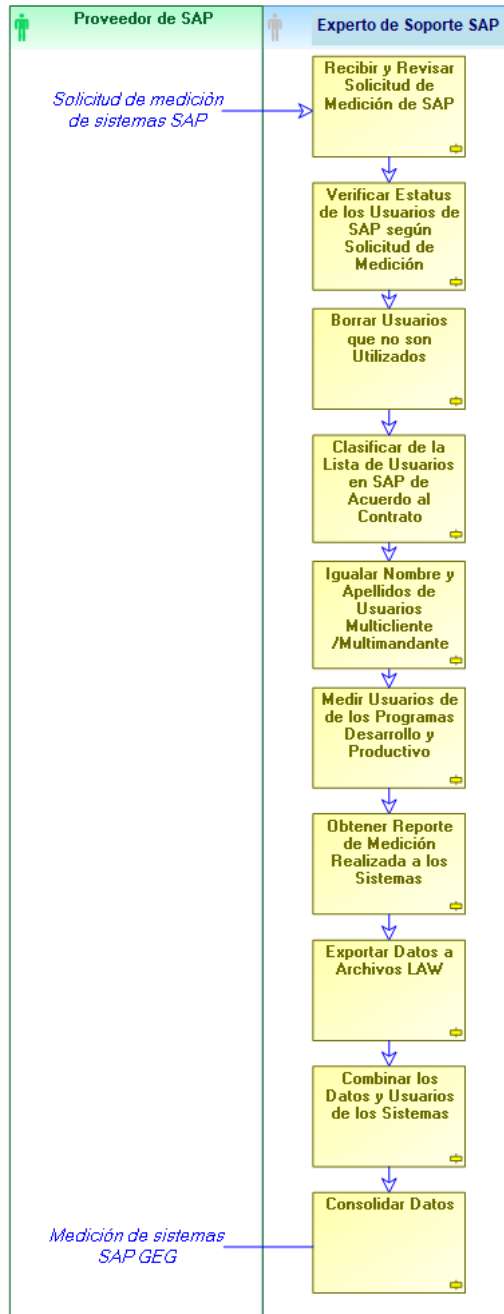 Proveedor de SAP
Experto de Soporte SAP
Solicitud de medición
de sistemas SAP
Recibir y Revisar
Solicitud de
Medición de SAP
Verificar Estatus
de los Usuarios de
SAP según
Solicitud de
Medición
Borrar Usuarios
que no son
Utilizados
Clasificar de la
Lista de Usuarios
en SAP de
Acuerdo al
Contrato
Igualar Nombre y
Apellidos de
Usuarios
Multicliente
/Multimandante
Medir Usuarios de
de los Programas
Desarrollo y
Productivo
Obtener Reporte
de Medición
Realizada a los
Sistemas
Exportar Datos a
Archivos LAW
Combinar los
Datos y Usuarios
de los Sistemas
Consolidar Datos
Medición de sistemas
SAP GEG